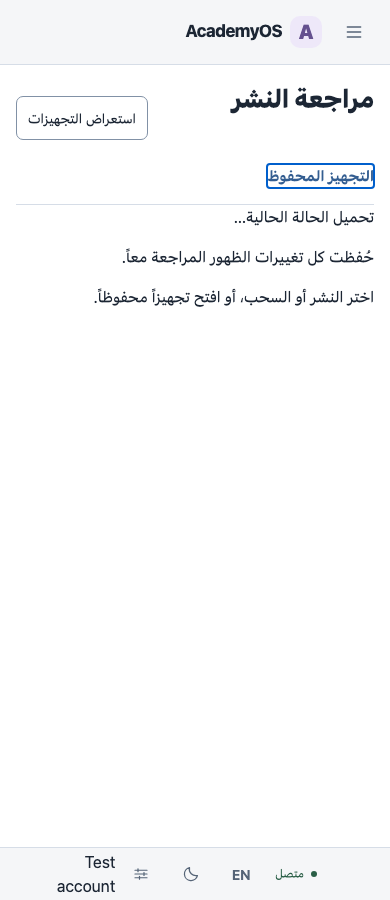 A AcademyOS
مراجعة النشر
استعراض التجهيزات
التجهيز المحفوظ
تحميل الحالة الحالية...
حُفظت كل تغييرات الظهور المراجعة معاً.
اختر النشر أو السحب، أو افتح تجهيزاً محفوظاً.
متصل
EN
Test
account